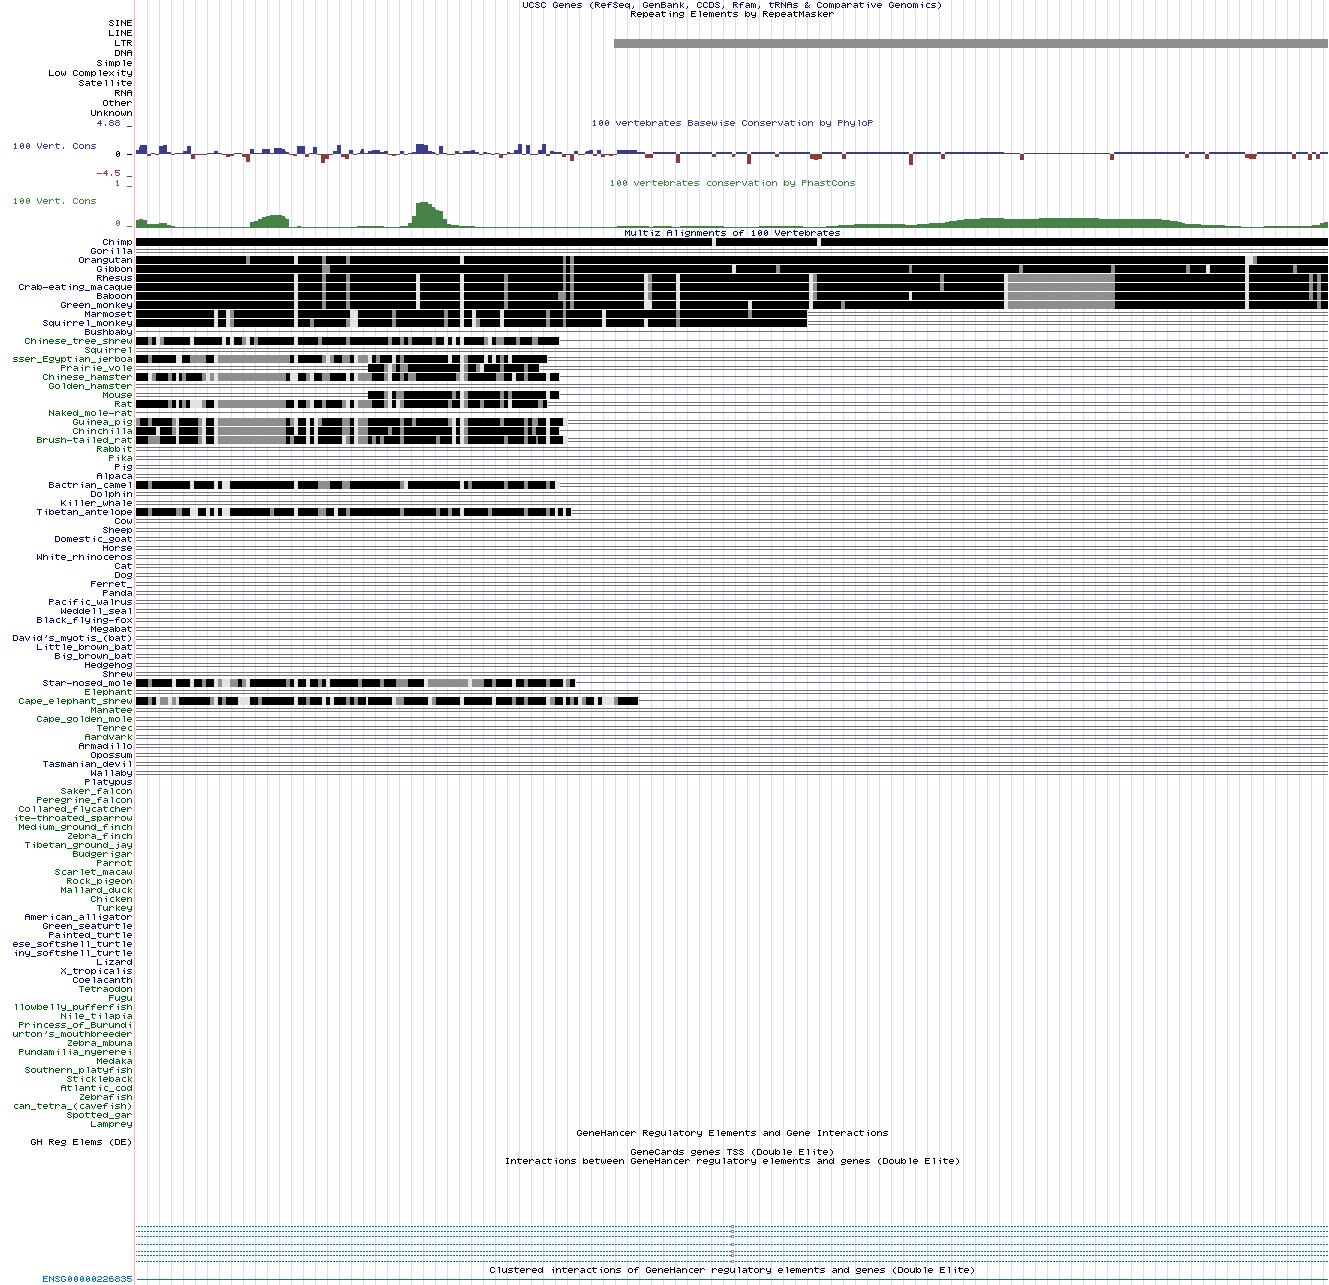 UCSC Genes (RefSeq, GenBank, CCDS, Rfam, tRNAs & Comparative Genomics)
Repeating Elements by RepeatMasker
SINE
LINE
LTR
DNA
Simple
Low Complexity
Satellite
RNA
Other
Unknown
4.88 _
100 vertebrates Basewise Conservation by PhyloP
100 Vert. Cons
0 _
-4.5 _
1 _
100 vertebrates conservation by PhastCons
100 Vert. Cons
0 _
Multiz Alignments of 100 Vertebrates
Chimp
Gorilla
Orangutan
Gibbon
Rhesus
Crab-eating_macaque
Baboon
Green_monkey
Marmoset
Squirrel_monkey
Bushbaby
Chinese_tree_shrew
Squirrel
sser_Egyptian_jerboa
Prairie_vole
Chinese_hamster
Golden_hamster
Mouse
Rat
Naked_mole-rat
Guinea_pig
Chinchilla
Brush-tailed_rat
Rabbit
Pika
Pig
Alpaca
Bactrian_camel
Dolphin
Killer_whale
Tibetan_antelope
Cow
Sheep
Domestic_goat
Horse
White_rhinoceros
Cat
Dog
Ferret_
Panda
Pacific_walrus
Weddell_seal
Black_flying-fox
Megabat
David's_myotis_(bat)
Little_brown_bat
Big_brown_bat
Hedgehog
Shrew
Star-nosed_mole
Elephant
Cape_elephant_shrew
Manatee
Cape_golden_mole
Tenrec
Aardvark
Armadillo
Opossum
Tasmanian_devil
Wallaby
Platypus
Saker_falcon
Peregrine_falcon
Collared_flycatcher
ite-throated_sparrow
Medium_ground_finch
Zebra_finch
Tibetan_ground_jay
Budgerigar
Parrot
Scarlet_macaw
Rock_pigeon
Mallard_duck
Chicken
Turkey
American_alligator
Green_seaturtle
Painted_turtle
ese_softshell_turtle
iny_softshell_turtle
Lizard
X_tropicalis
Coelacanth
Tetraodon
Fugu
llowbelly_pufferfish
Nile_tilapia
Princess_of_Burundi
urton's_mouthbreeder
Zebra_mbuna
Pundamilia_nyererei
Medaka
Southern_platyfish
Stickleback
Atlantic_cod
Zebrafish
can_tetra_(cavefish)
Spotted_gar
Lamprey
GeneHancer Regulatory Elements and Gene Interactions
GH Reg Elems (DE)
GeneCards genes TSS (Double Elite)
Interactions between GeneHancer regulatory elements and genes (Double Elite)
Clustered interactions of GeneHancer regulatory elements and genes (Double Elite)
ENSG00000226835